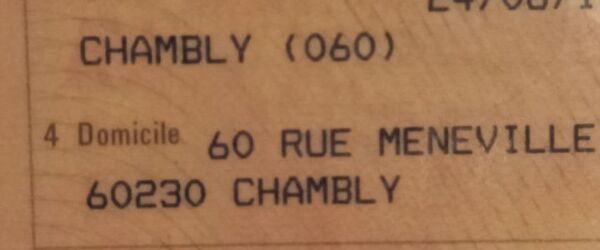 CHAMBLY (060)
4 Domicile 60 RUE MENEVILLE
60230 CHAMBLY